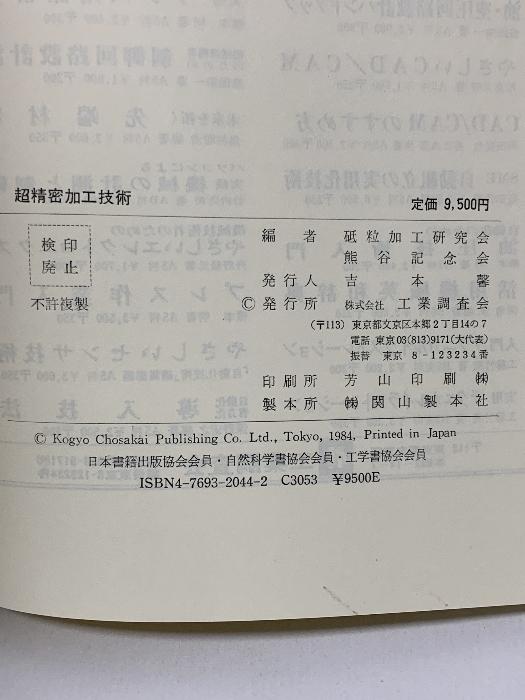 超精密加工技術
定価 9,500円
検印
廃止
不許複製
編者 砥粒加工研究会
熊谷記念会
発行人 吉本馨
©発行所 株式会社 工業調査会
(〒113) 東京都文京区本郷2丁目14の7
電話 東京03(813)9171(大代表)
振替 東京 8-123234番
印刷所 芳山印刷㈱
製本所 ㈱関山製本社
© Kogyo Chosakai Publishing Co. Ltd., Tokyo, 1984, Printed in Japan
日本書籍出版協会会員・自然科学書協会会員・工学書協会会員
ISBN4-7693-2044-2 C3053 ¥9500E